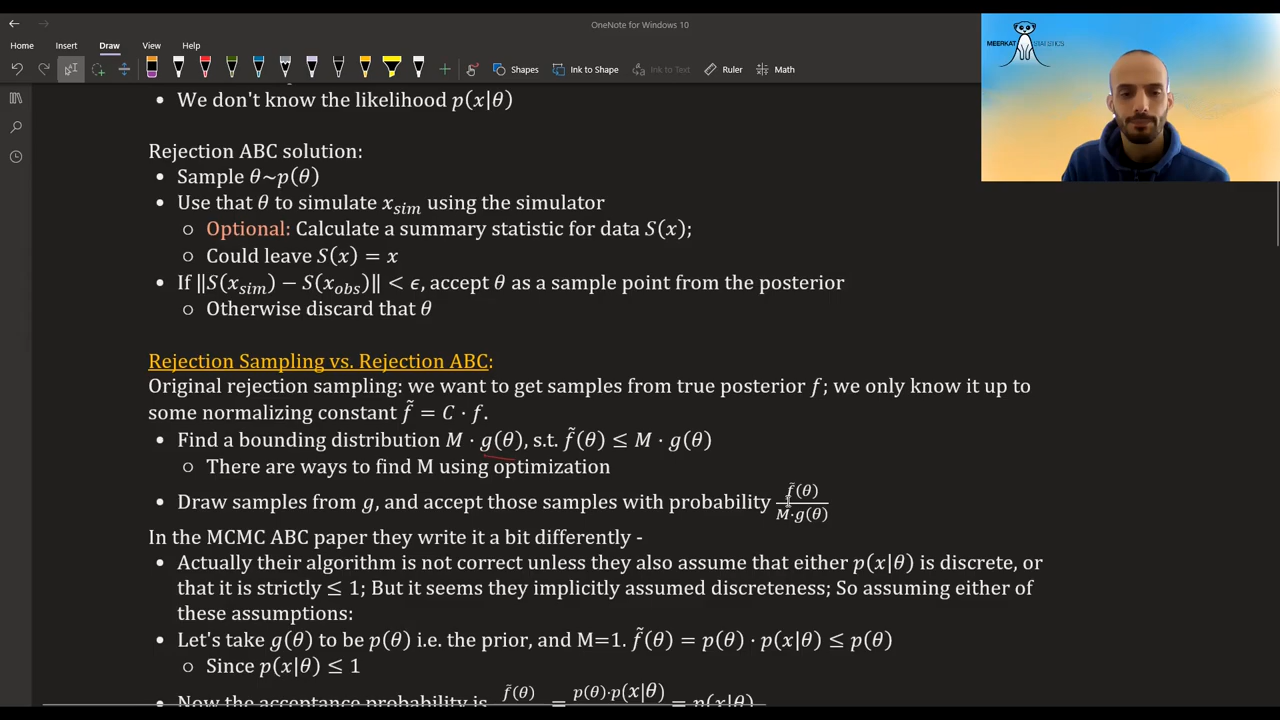 OneNote for Windows 10
Home Insert Draw View Help
Shapes Ink to Shape Ink to Text Ruler Math
MEERKAT STATISTICS
• We don't know the likelihood p(x|θ)
Rejection ABC solution:
• Sample θ~p(θ)
• Use that θ to simulate x_sim using the simulator
○ Optional: Calculate a summary statistic for data S(x);
○ Could leave S(x) = x
• If ‖S(x_sim) − S(x_obs)‖ < ϵ, accept θ as a sample point from the posterior
○ Otherwise discard that θ
Rejection Sampling vs. Rejection ABC:
Original rejection sampling: we want to get samples from true posterior f; we only know it up to
some normalizing constant f̃ = C · f.
• Find a bounding distribution M · g(θ), s.t. f̃(θ) ≤ M · g(θ)
○ There are ways to find M using optimization
• Draw samples from g, and accept those samples with probability f̃(θ)/M·g(θ)
In the MCMC ABC paper they write it a bit differently -
• Actually their algorithm is not correct unless they also assume that either p(x|θ) is discrete, or
that it is strictly ≤ 1; But it seems they implicitly assumed discreteness; So assuming either of
these assumptions:
• Let's take g(θ) to be p(θ) i.e. the prior, and M=1. f̃(θ) = p(θ) · p(x|θ) ≤ p(θ)
○ Since p(x|θ) ≤ 1
• Now the acceptance probability is f̃(θ) = p(θ)·p(x|θ) = p(x|θ)